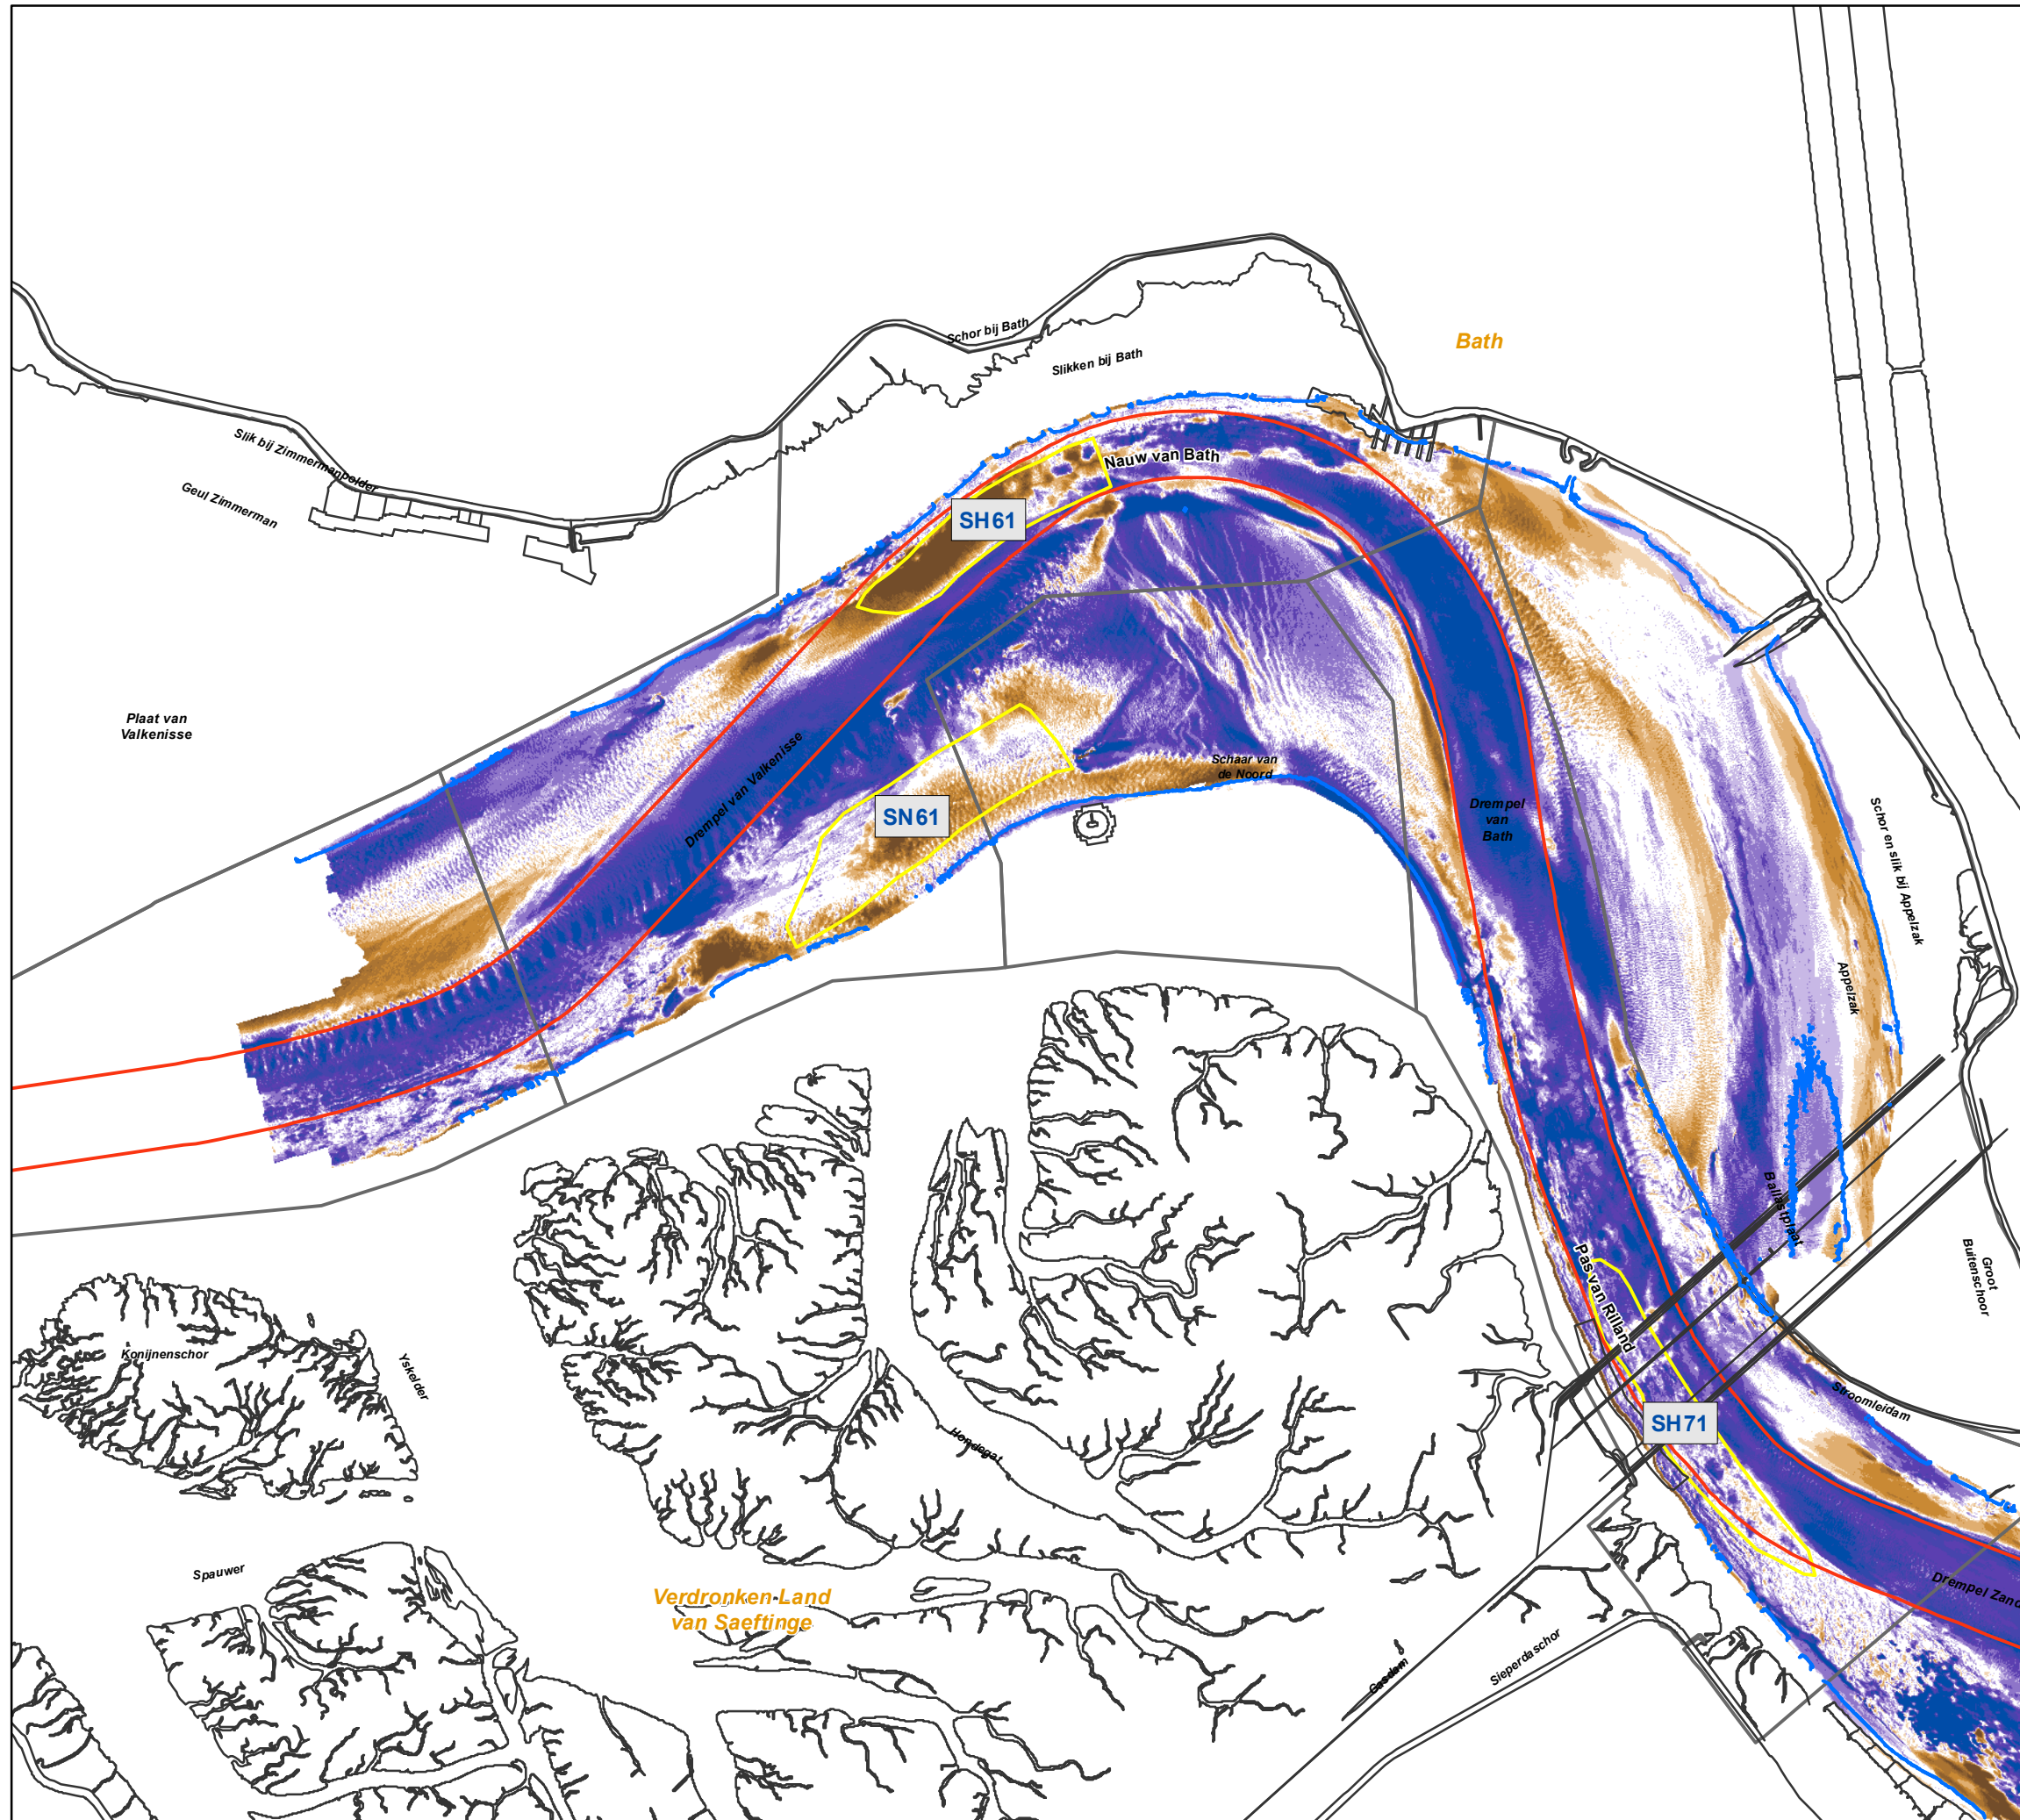 Bath
Schor bij Bath
Slikken bij Bath
Slik bij Zimmermanpolder
Geul Zimmerman
Nauw van Bath
SH61
Plaat van
Valkenisse
Drempel van Valkenisse
Schaar van
de Noord
SN61
Drempel
van
Bath
Schor en slik bij Appelzak
Appelzak
Ballastplaat
Groot
Buitenschoor
Pas van Rilland
Konijnenschor
Yskelder
Stroomleidam
SH71
Hondegat
Spauwer
Verdronken Land
van Saeftinge
Drempel Zand
Sieperdaschor
Gasdam